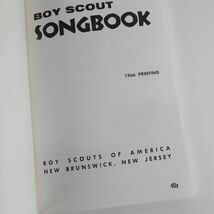 BOY SCOUT
SONGBOOK
1966 PRINTING
BOY SCOUTS OF AMERICA
NEW BRUNSWICK, NEW JERSEY
40¢